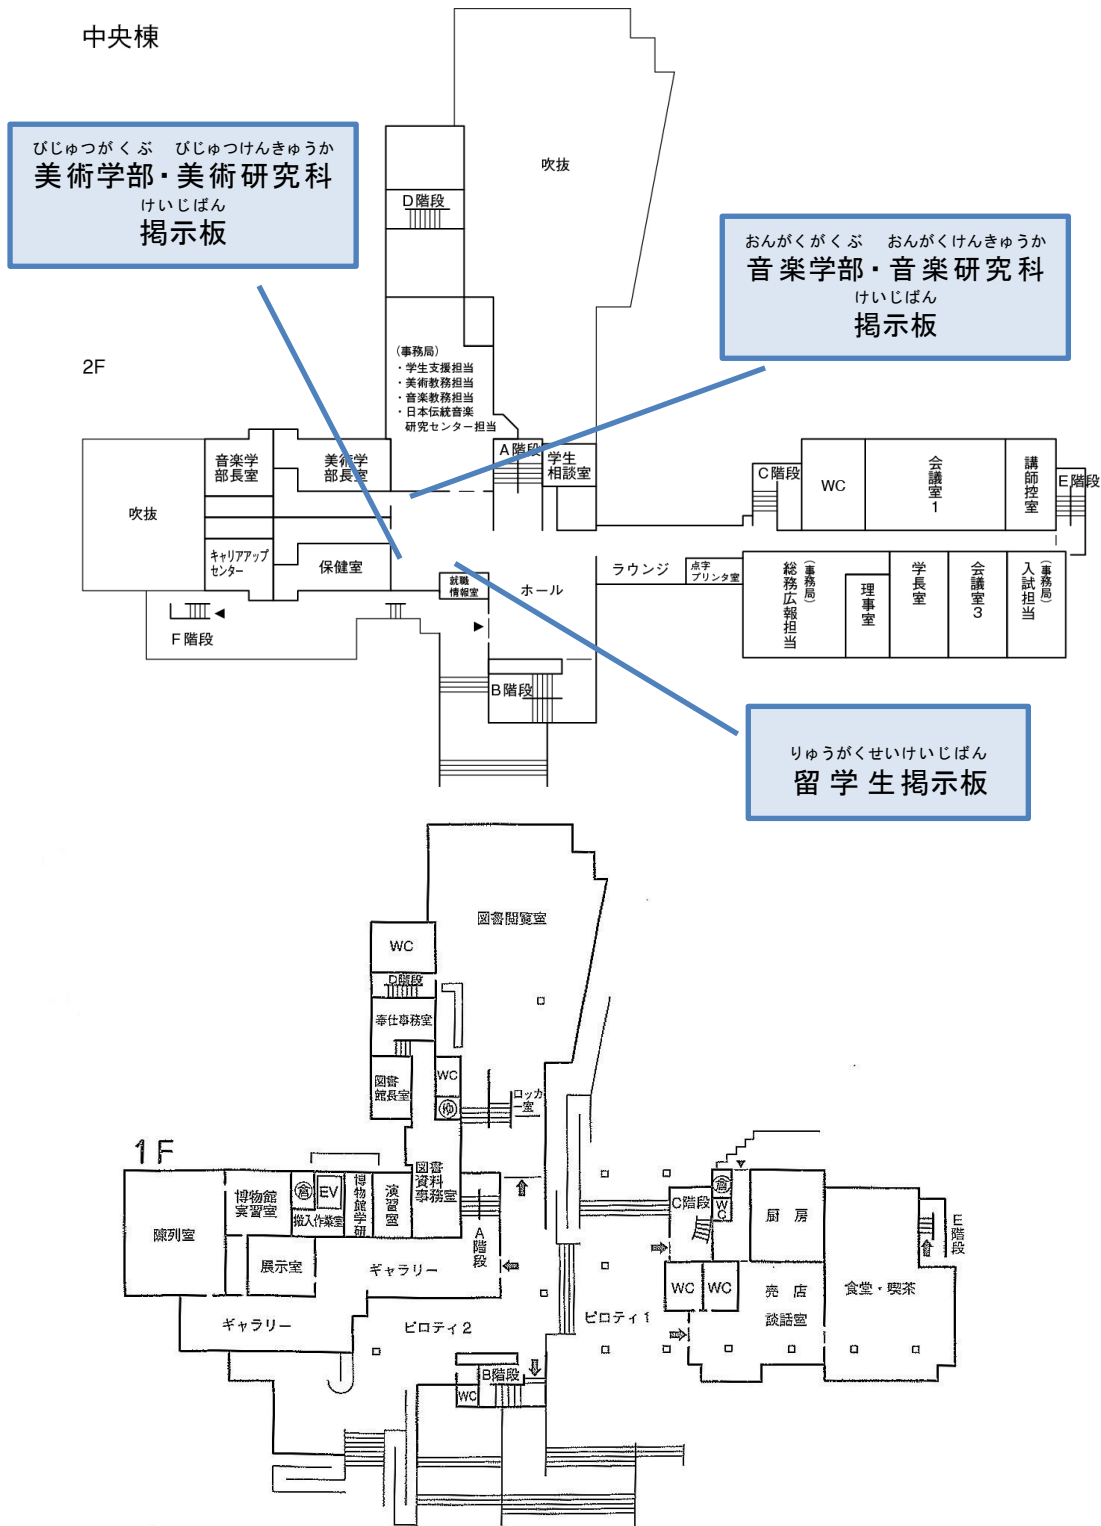 中央棟
びじゅつがくぶ　びじゅつけんきゅうか
美術学部・美術研究科
けいじばん
掲示板
吹抜
D階段
おんがくがくぶ　おんがくけんきゅうか
音楽学部・音楽研究科
けいじばん
掲示板
2F
（事務局）
・学生支援担当
・美術教務担当
・音楽教務担当
・日本伝統音楽
研究センター担当
音楽学
部長室
美術学
部長室
A階段
学生
相談室
C階段
WC
会議室1
講師控室
E階段
吹抜
キャリアアップ
センター
保健室
就職
情報室
ホール
ラウンジ
点字
プリンタ室
（事務局）
総務広報担当
理事室
学長室
会議室3
（事務局）
入試担当
F階段
B階段
りゅうがくせいけいじばん
留学生掲示板
図書閲覧室
WC
D階段
奉仕事務室
図書
館長室
WC
ゆ
ロッカ
ー室
1F
陳列室
博物館
実習室
倉
EV
搬入作業室
博物館学研
演習室
図書
資料
事務室
A階段
展示室
ギャラリー
ギャラリー
ピロティ2
ピロティ1
B階段
WC
C階段
倉
WC
厨房
E階段
WC
WC
売店
談話室
食堂・喫茶